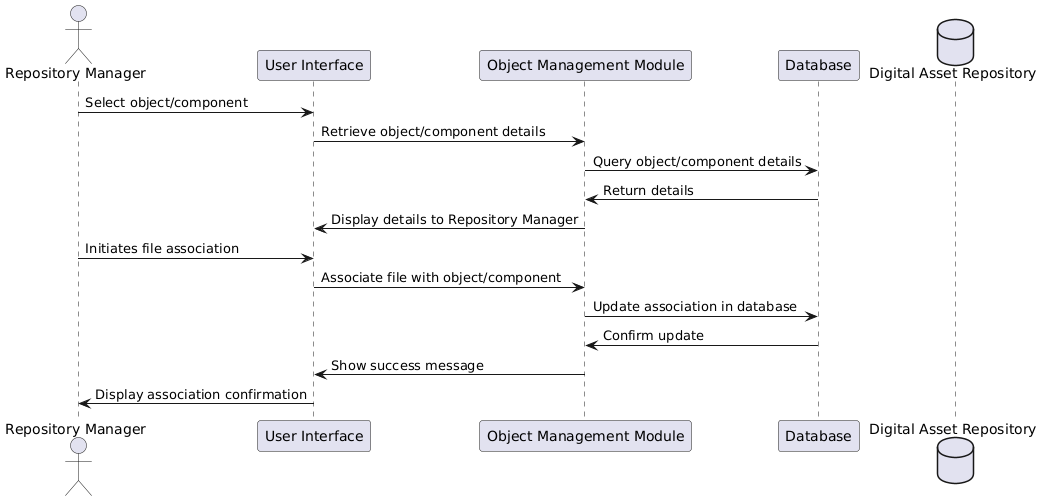 Repository Manager
User Interface
Object Management Module
Database
Digital Asset Repository
Select object/component
Retrieve object/component details
Query object/component details
Return details
Display details to Repository Manager
Initiates file association
Associate file with object/component
Update association in database
Confirm update
Show success message
Display association confirmation
Repository Manager
User Interface
Object Management Module
Database
Digital Asset Repository